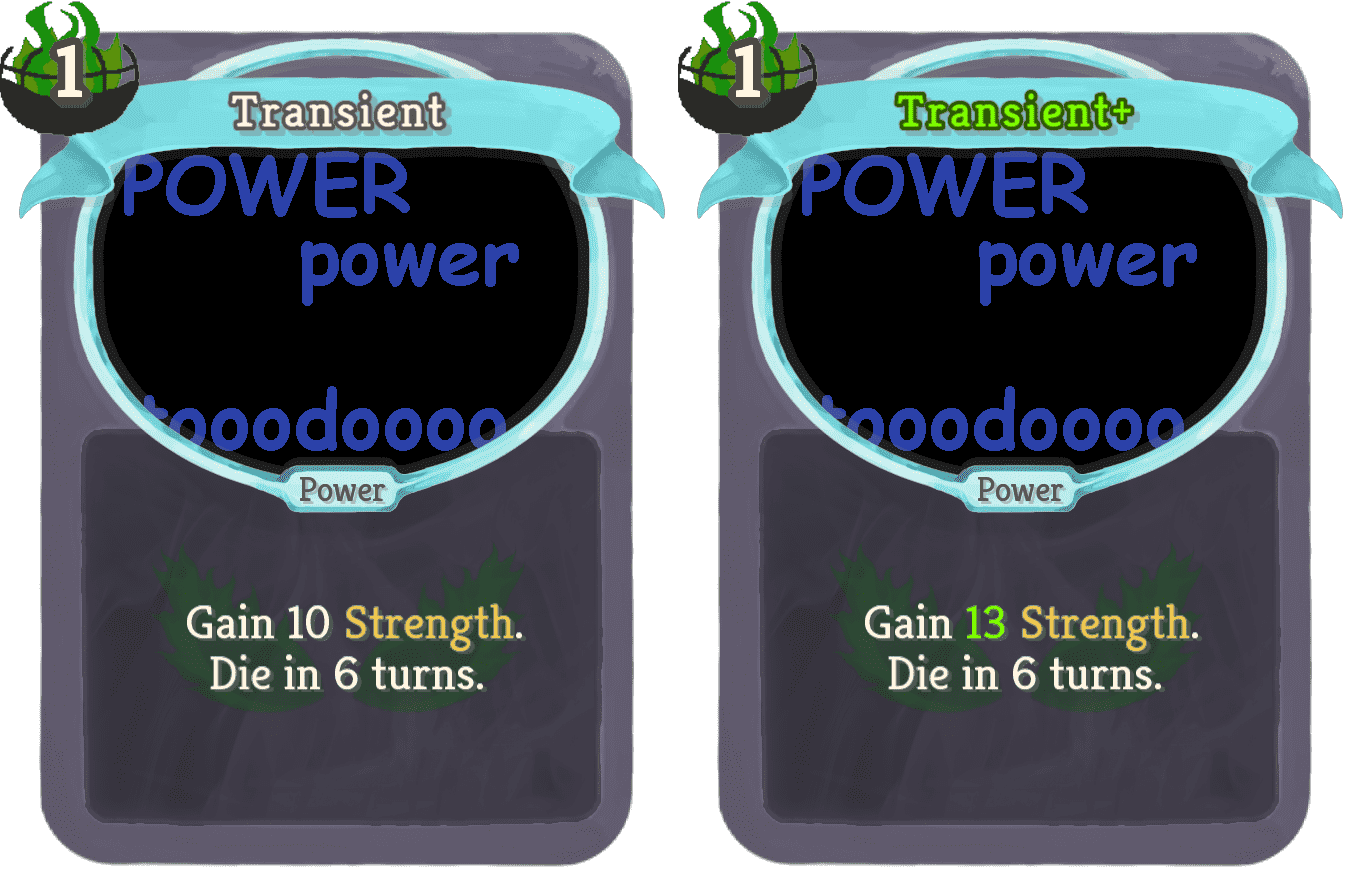 1
Transient
POWER
power
tooodoooo
Power
Gain 10 Strength.
Die in 6 turns.
1
Transient+
POWER
power
tooodoooo
Power
Gain 13 Strength.
Die in 6 turns.